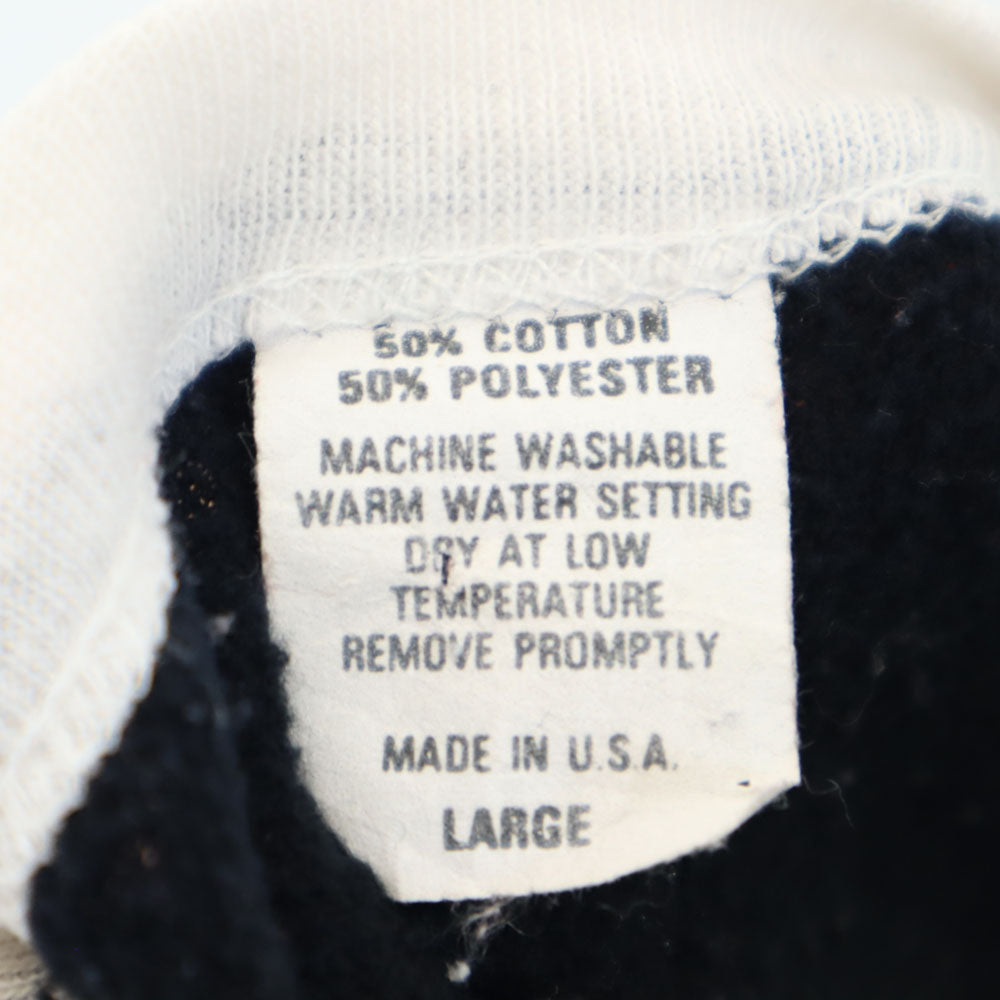 50% COTTON
50% POLYESTER
MACHINE WASHABLE
WARM WATER SETTING
DRY AT LOW
TEMPERATURE
REMOVE PROMPTLY
MADE IN U.S.A.
LARGE